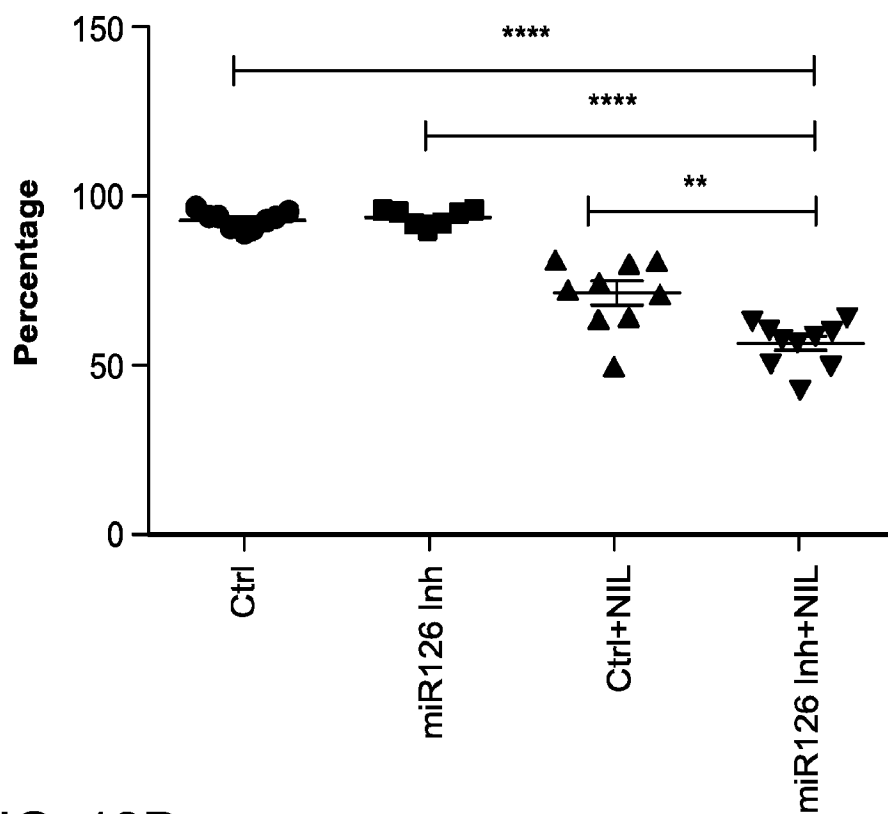 150
****
****
**
100
50
0
Percentage
Ctrl
miR126 Inh
Ctrl+NIL
miR126 Inh+NIL